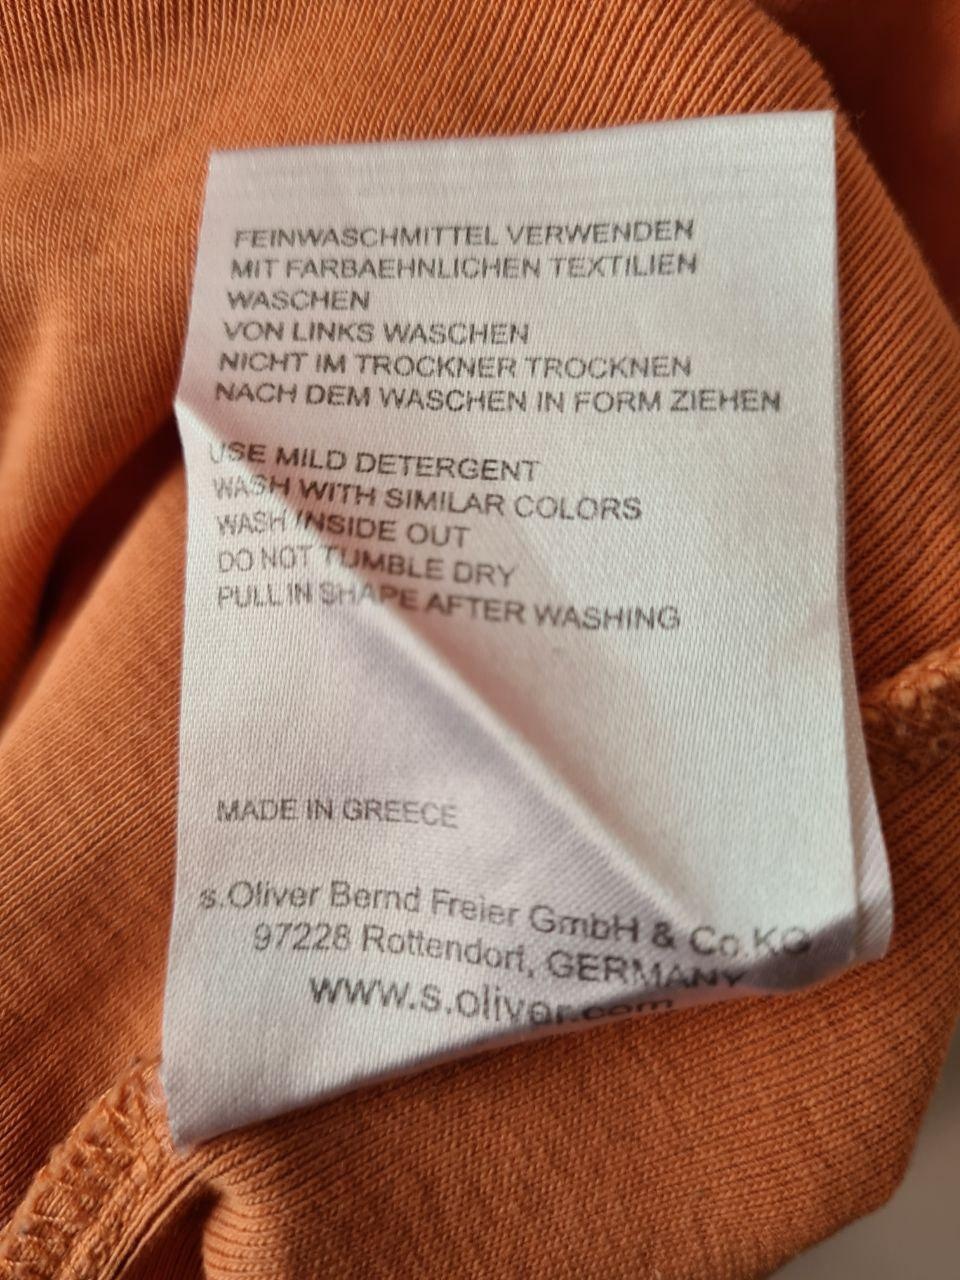 FEINWASCHMITTEL VERWENDEN
MIT FARBAEHNLICHEN TEXTILIEN
WASCHEN
VON LINKS WASCHEN
NICHT IM TROCKNER TROCKNEN
NACH DEM WASCHEN IN FORM ZIEHEN
USE MILD DETERGENT
WASH WITH SIMILAR COLORS
WASH INSIDE OUT
DO NOT TUMBLE DRY
PULL IN SHAPE AFTER WASHING
MADE IN GREECE
s.Oliver Bernd Freier GmbH & Co.KG
97228 Rottendorf, GERMANY
www.s.oliver.com